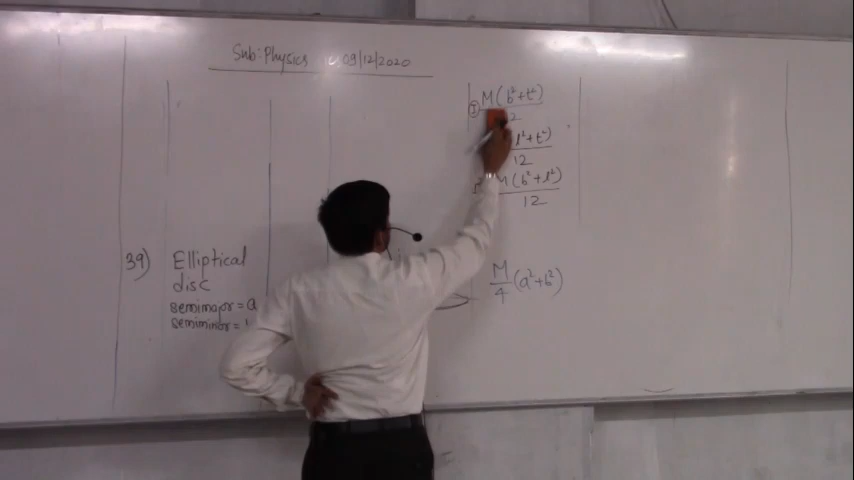 Sub: Physics 09/12/2020
① M(b²+t²)
l²+t²)
12
M(b²+l²)
12
39) Elliptical
disc
semimajor = a
semiminor =
M/4 (a²+b²)